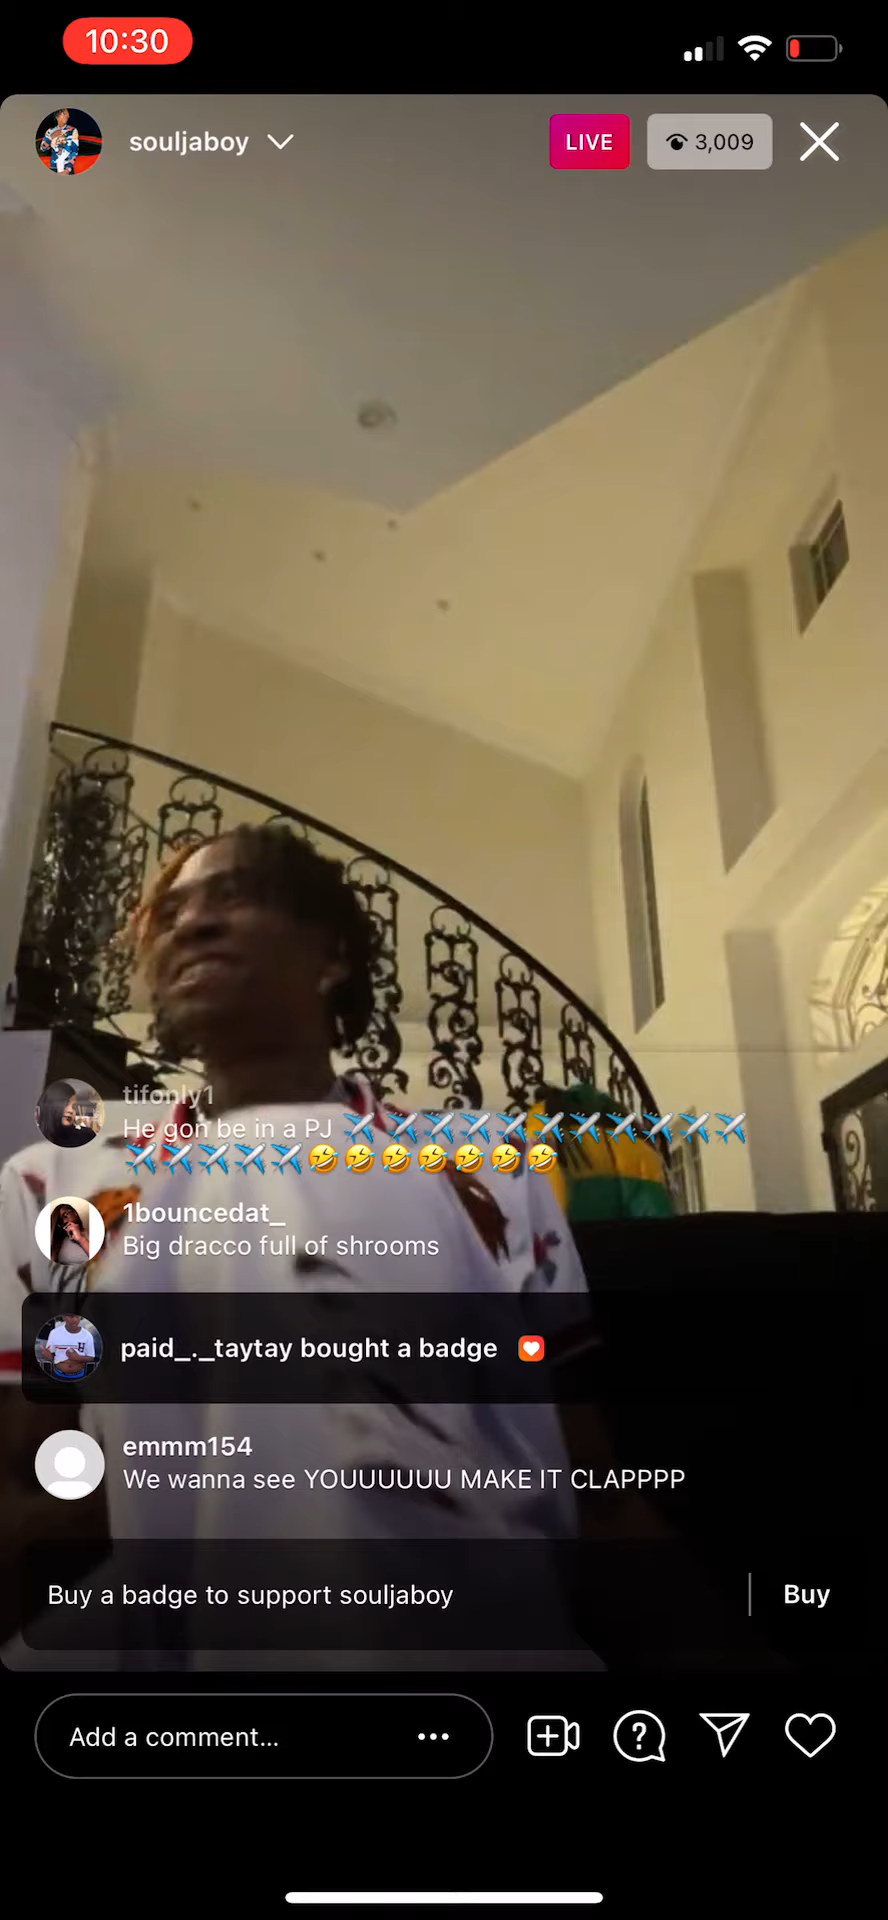 10:30
souljaboy
LIVE
3,009
tifonly1
He gon be in a PJ ✈️✈️✈️✈️✈️✈️✈️✈️✈️✈️✈️
✈️✈️✈️✈️✈️🤣🤣🤣🤣🤣🤣🤣
1bouncedat_
Big dracco full of shrooms
paid_._taytay bought a badge
emmm154
We wanna see YOUUUUUU MAKE IT CLAPPPP
Buy a badge to support souljaboy
Buy
Add a comment...